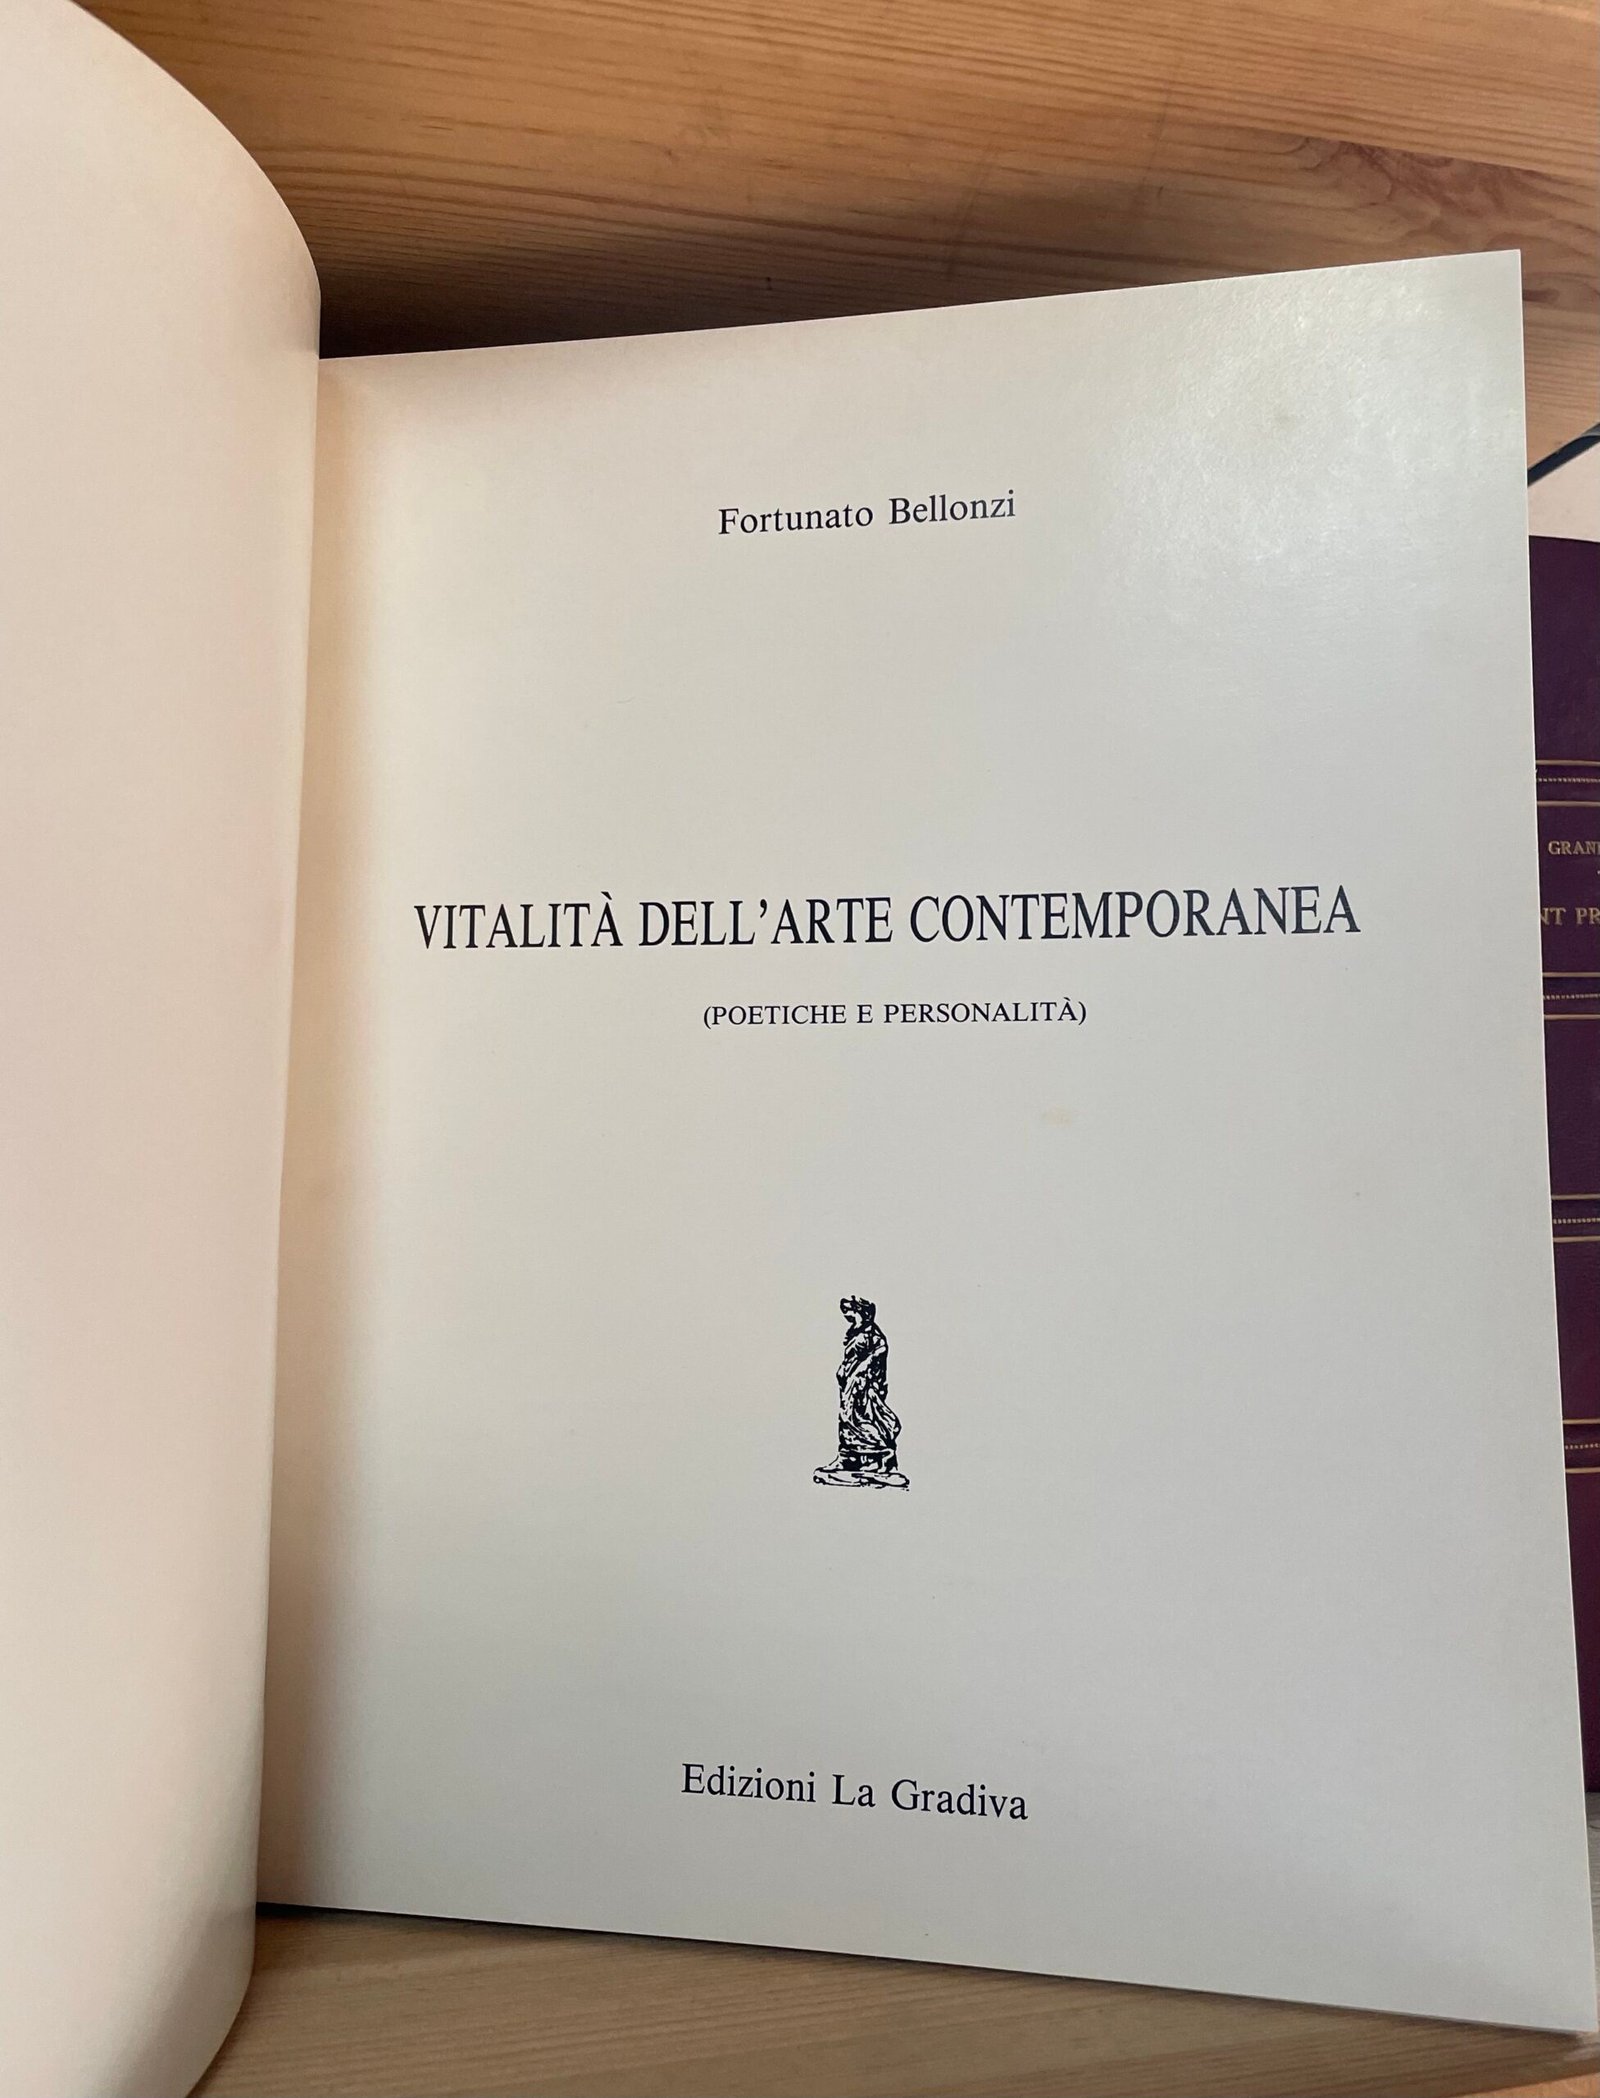 Fortunato Bellonzi
VITALITÀ DELL’ARTE CONTEMPORANEA
(POETICHE E PERSONALITÀ)
Edizioni La Gradiva